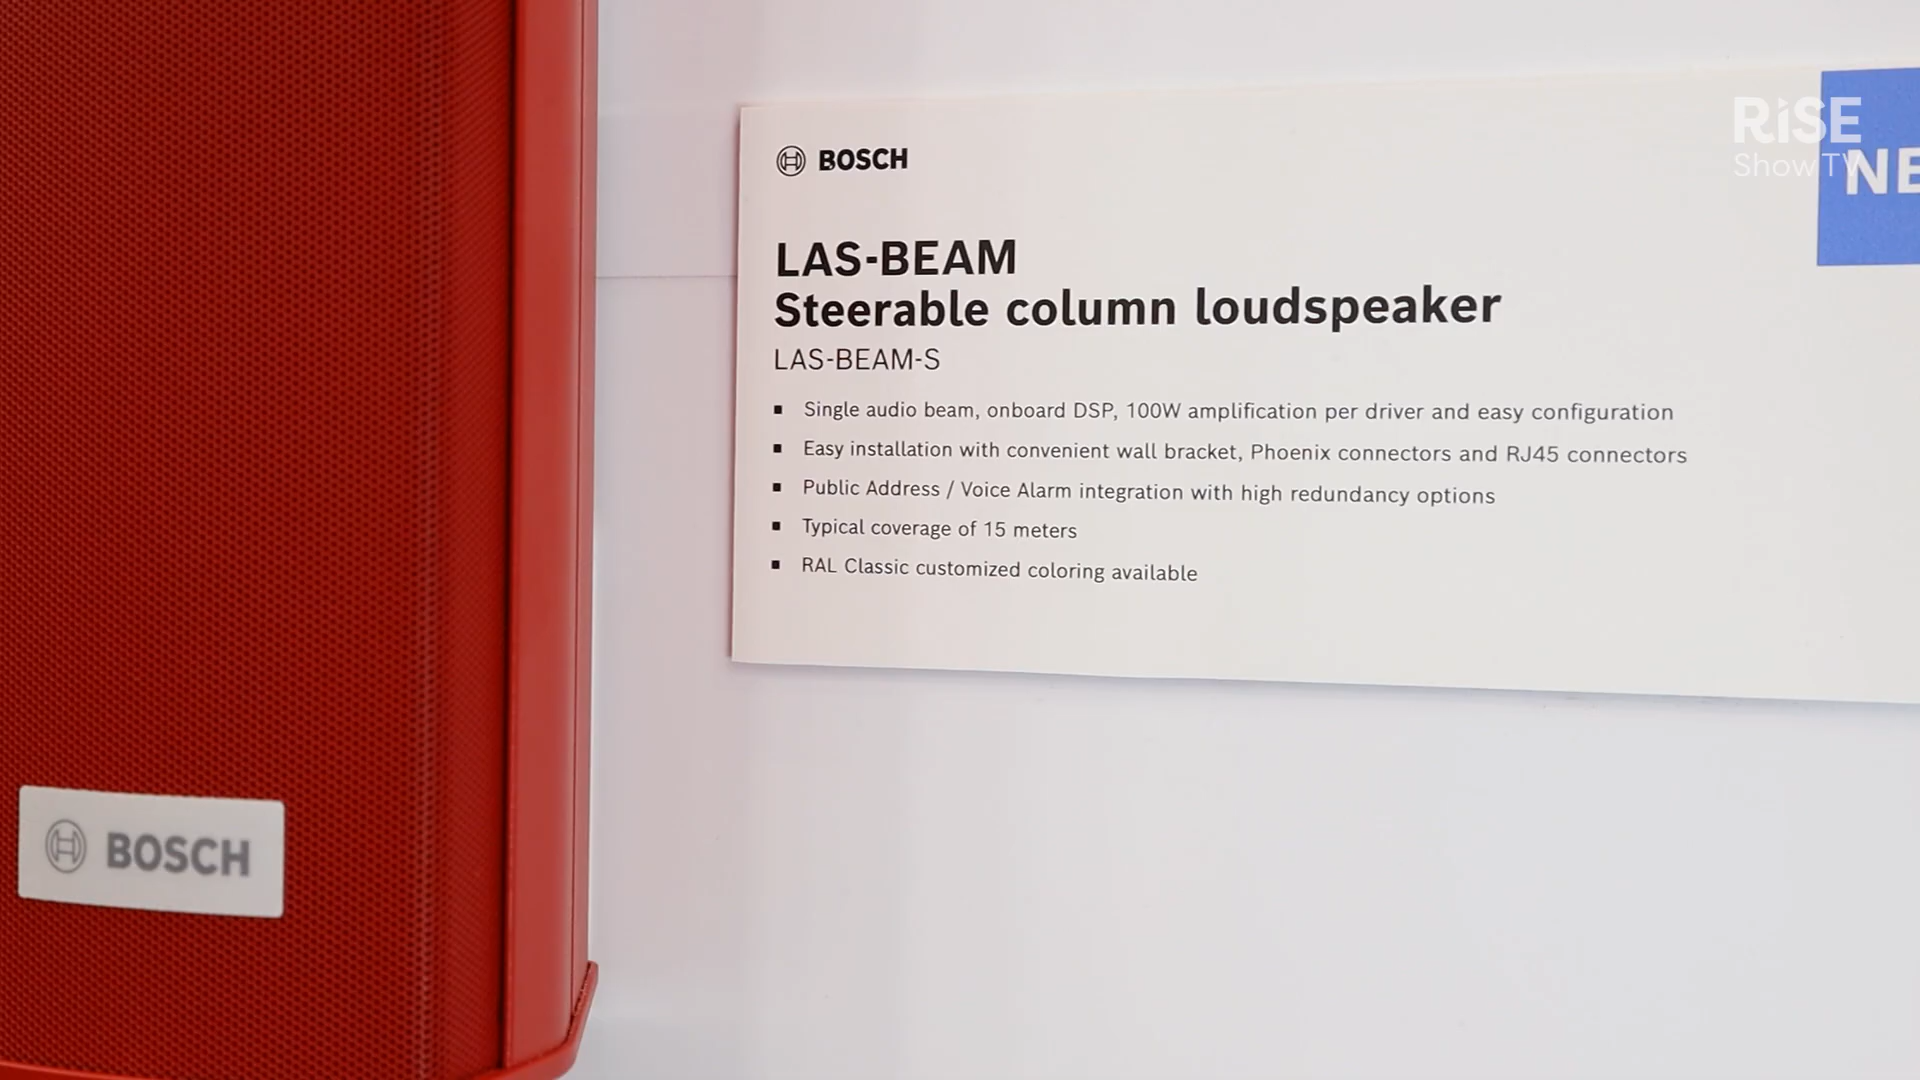 BOSCH
RiSE
Show TV
NE
LAS-BEAM
Steerable column loudspeaker
LAS-BEAM-S
▪ Single audio beam, onboard DSP, 100W amplification per driver and easy configuration
▪ Easy installation with convenient wall bracket, Phoenix connectors and RJ45 connectors
▪ Public Address / Voice Alarm integration with high redundancy options
▪ Typical coverage of 15 meters
▪ RAL Classic customized coloring available
BOSCH